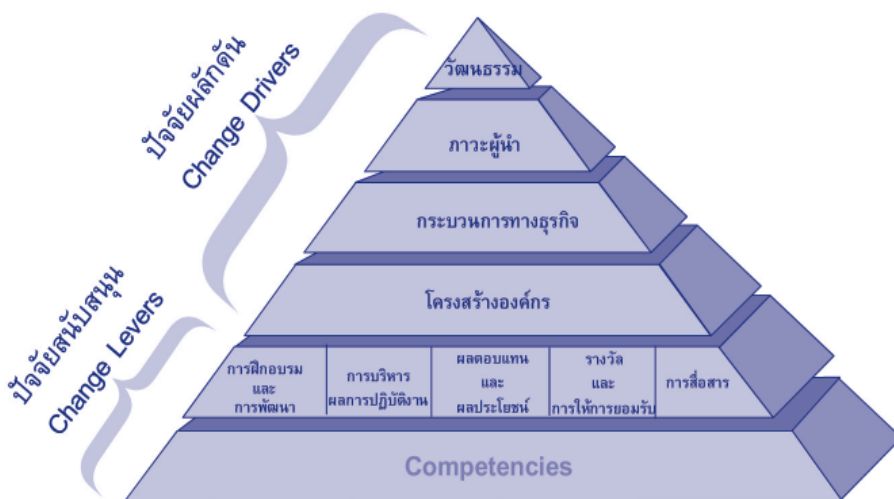 ปัจจัยผลักดัน
Change Drivers
วัฒนธรรม
ภาวะผู้นำ
กระบวนการทางธุรกิจ
โครงสร้างองค์กร
ปัจจัยสนับสนุน
Change Levers
การฝึกอบรม
และ
การพัฒนา
การบริหาร
ผลการปฏิบัติงาน
ผลตอบแทน
และ
ผลประโยชน์
รางวัล
และ
การให้การยอมรับ
การสื่อสาร
Competencies